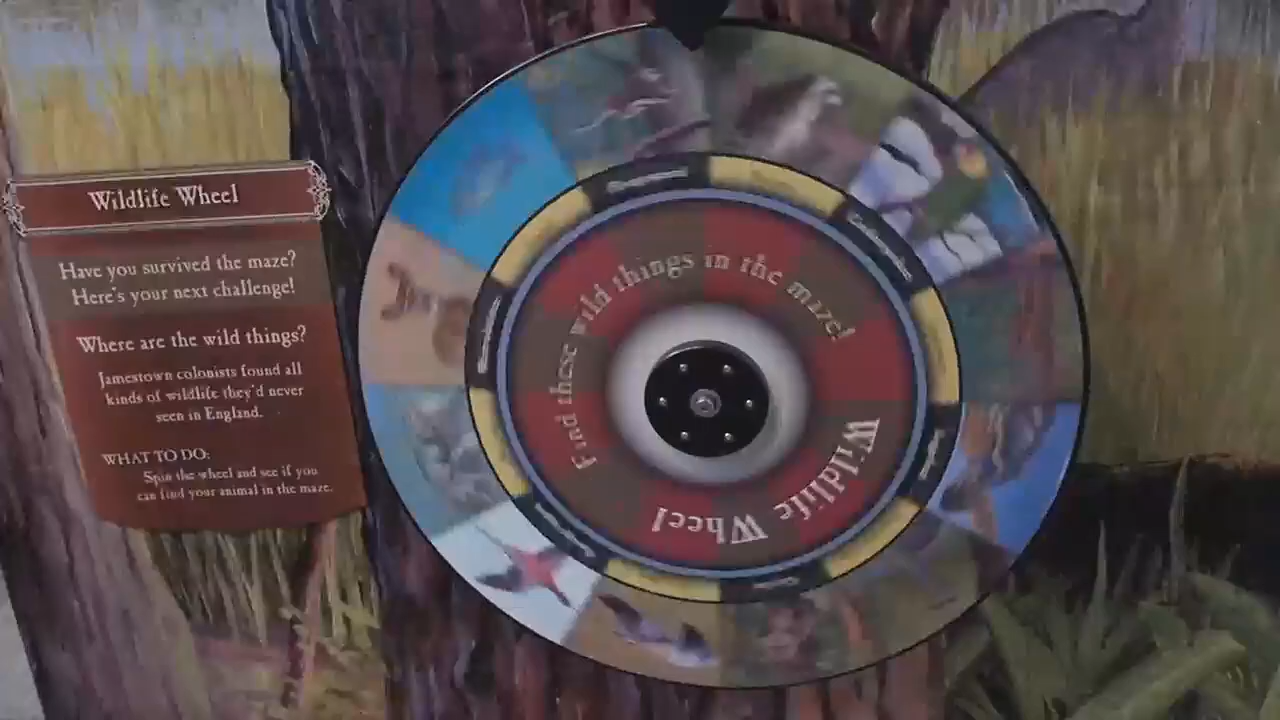 Wildlife Wheel
Have you survived the maze?
Here's your next challenge!
Where are the wild things?
Jamestown colonists found all
kinds of wildlife they'd never
seen in England.
WHAT TO DO:
Spin the wheel and see if you
can find your animal in the maze.
Find these wild things in the maze!
Wildlife Wheel